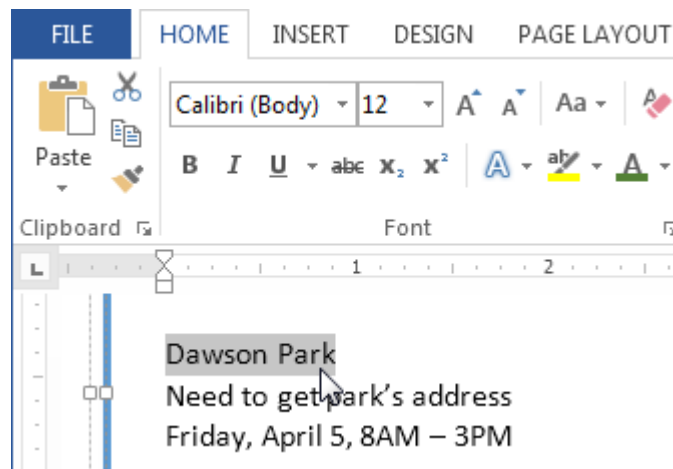 FILE HOME INSERT DESIGN PAGE LAYOUT
Calibri (Body) 12 A A Aa
Paste
B I U abc X₂ X² A ab A
Clipboard Font
L 1 2
Dawson Park
Need to get park’s address
Friday, April 5, 8AM – 3PM